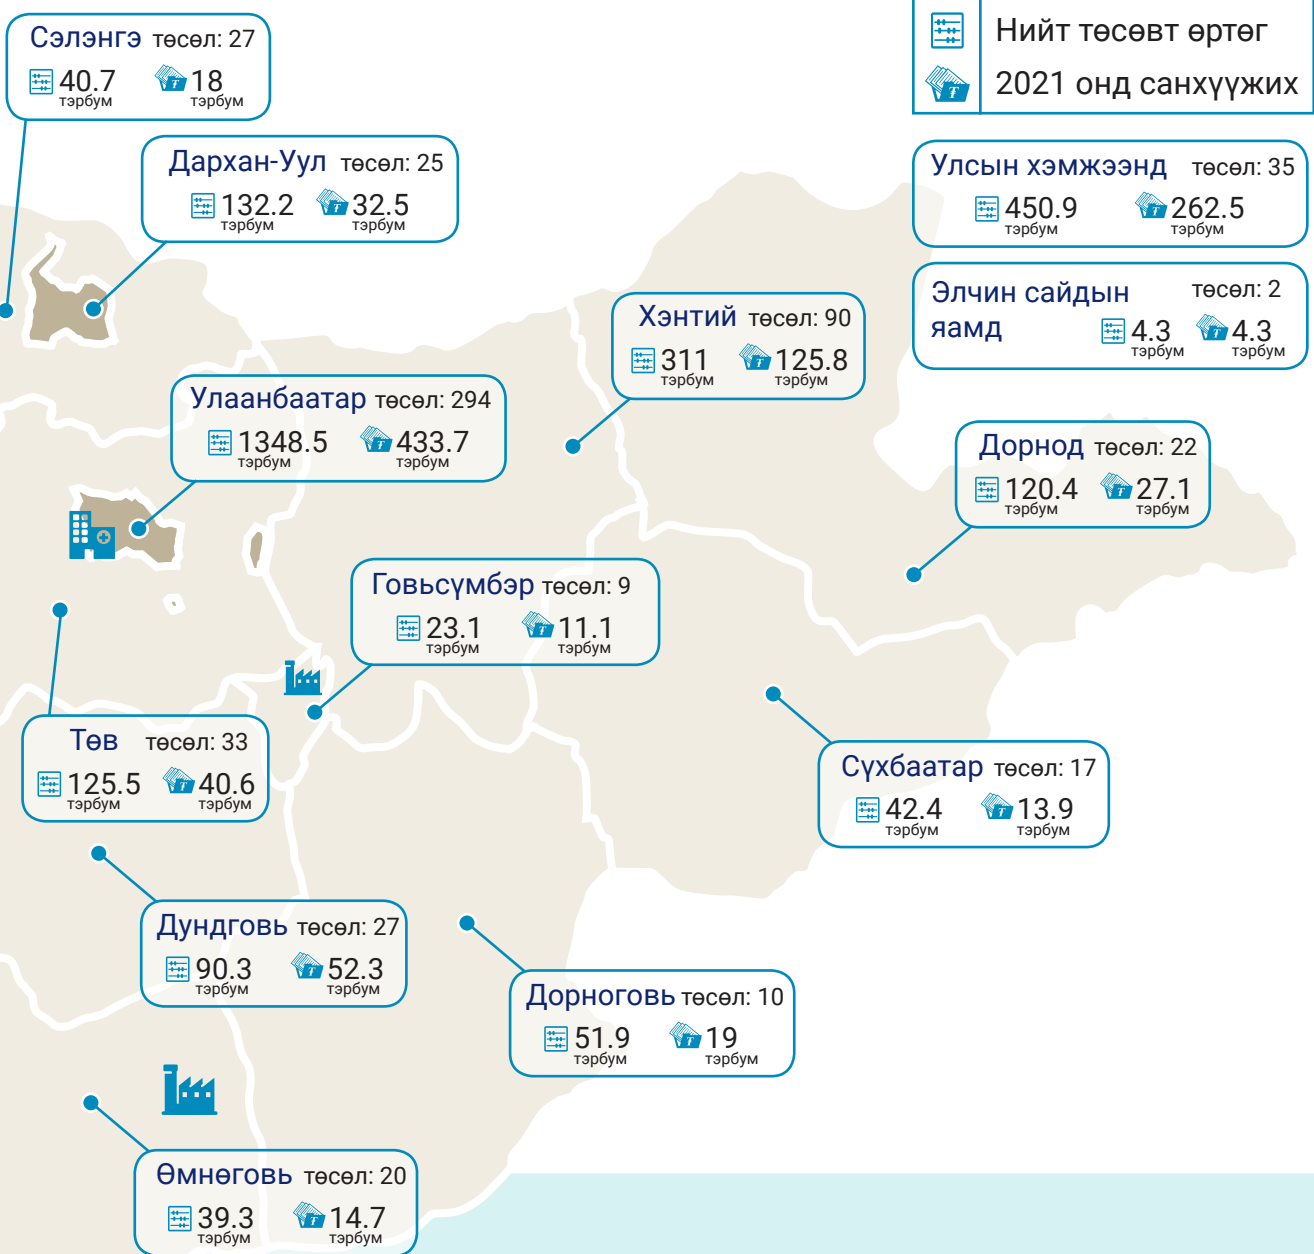 Сэлэнгэ төсөл: 27
40.7 18
тэрбум тэрбум
Нийт төсөвт өртөг
2021 онд санхүүжих
Дархан-Уул төсөл: 25
132.2 32.5
тэрбум тэрбум
Улсын хэмжээнд төсөл: 35
450.9 262.5
тэрбум тэрбум
Элчин сайдын төсөл: 2
яамд 4.3 4.3
тэрбум тэрбум
Хэнтий төсөл: 90
311 125.8
тэрбум тэрбум
Улаанбаатар төсөл: 294
1348.5 433.7
тэрбум тэрбум
Дорнод төсөл: 22
120.4 27.1
тэрбум тэрбум
Говьсүмбэр төсөл: 9
23.1 11.1
тэрбум тэрбум
Төв төсөл: 33
125.5 40.6
тэрбум тэрбум
Сүхбаатар төсөл: 17
42.4 13.9
тэрбум тэрбум
Дундговь төсөл: 27
90.3 52.3
тэрбум тэрбум
Дорноговь төсөл: 10
51.9 19
тэрбум тэрбум
Өмнөговь төсөл: 20
39.3 14.7
тэрбум тэрбум